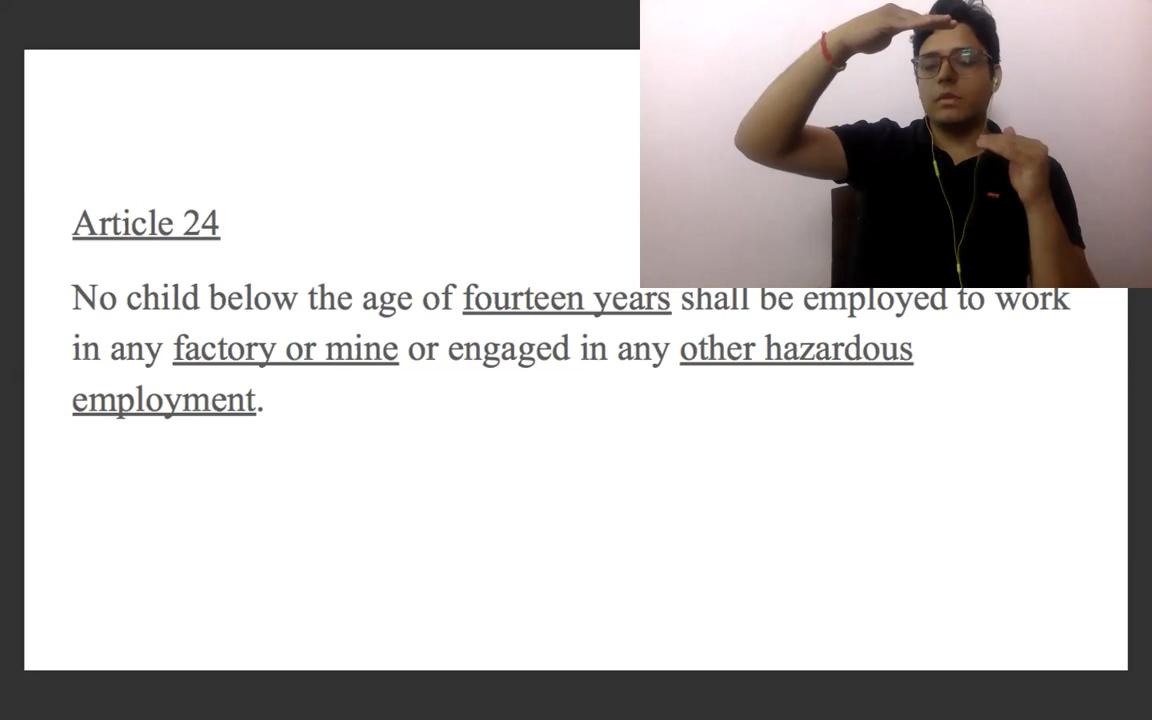 Article 24
No child below the age of fourteen years shall be employed to work
in any factory or mine or engaged in any other hazardous
employment.